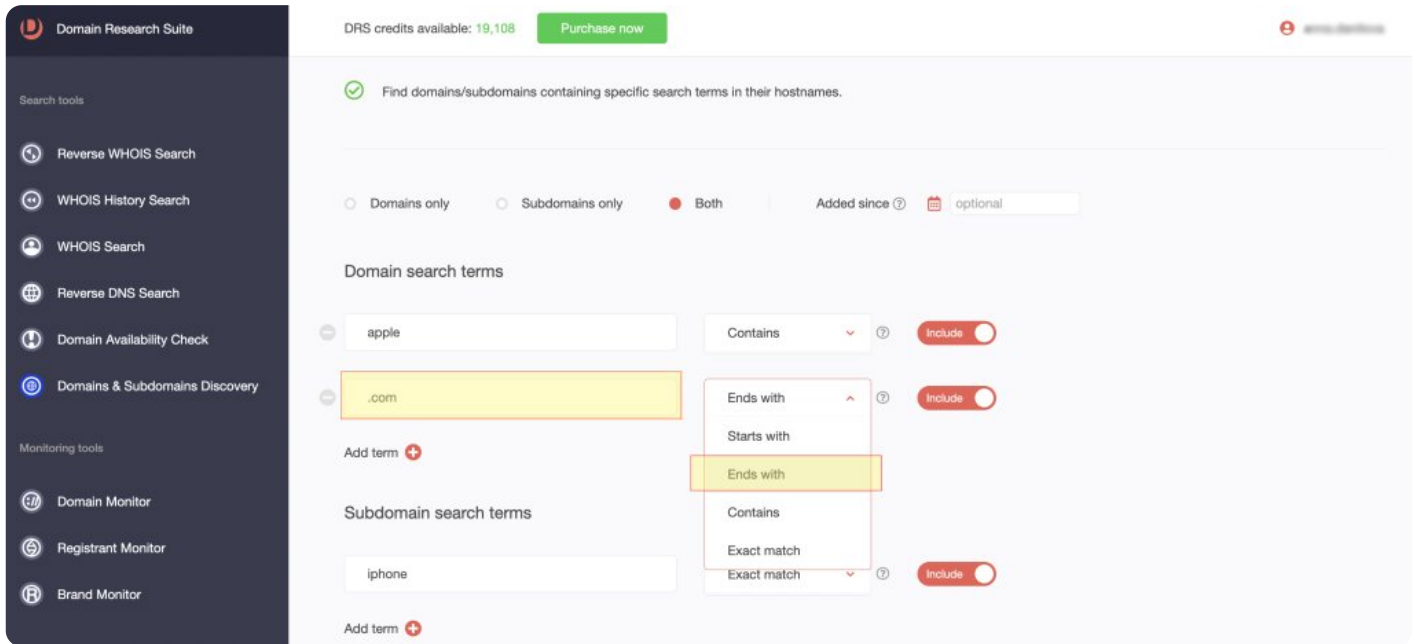 Domain Research Suite
DRS credits available: 19,108
Purchase now
Search tools
Reverse WHOIS Search
WHOIS History Search
WHOIS Search
Reverse DNS Search
Domain Availability Check
Domains & Subdomains Discovery
Monitoring tools
Domain Monitor
Registrant Monitor
Brand Monitor
Find domains/subdomains containing specific search terms in their hostnames.
Domains only
Subdomains only
Both
Added since
optional
Domain search terms
apple
Contains
Include
.com
Ends with
Include
Starts with
Ends with
Contains
Exact match
Add term
Subdomain search terms
iphone
Exact match
Include
Add term